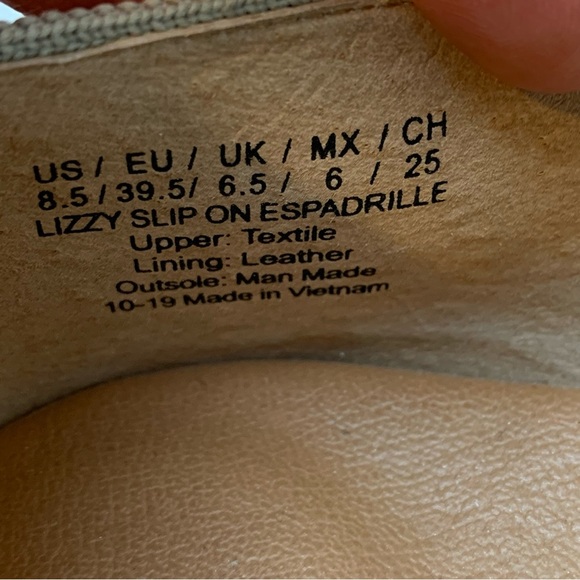 US / EU / UK / MX / CH
8.5 / 39.5/ 6.5 / 6 / 25
LIZZY SLIP ON ESPADRILLE
Upper: Textile
Lining: Leather
Outsole: Man Made
10-19 Made in Vietnam